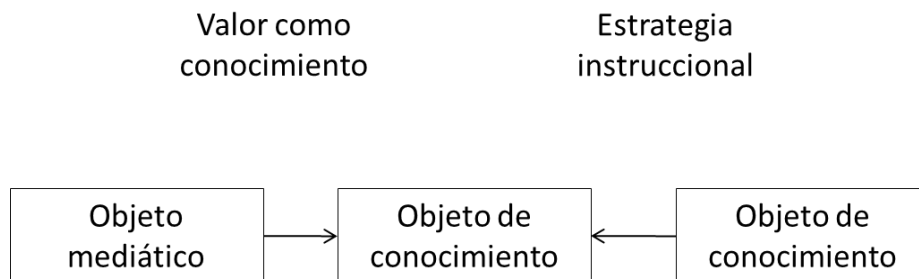 Valor como
conocimiento
Estrategia
instruccional
Objeto
mediático
Objeto de
conocimiento
Objeto de
conocimiento